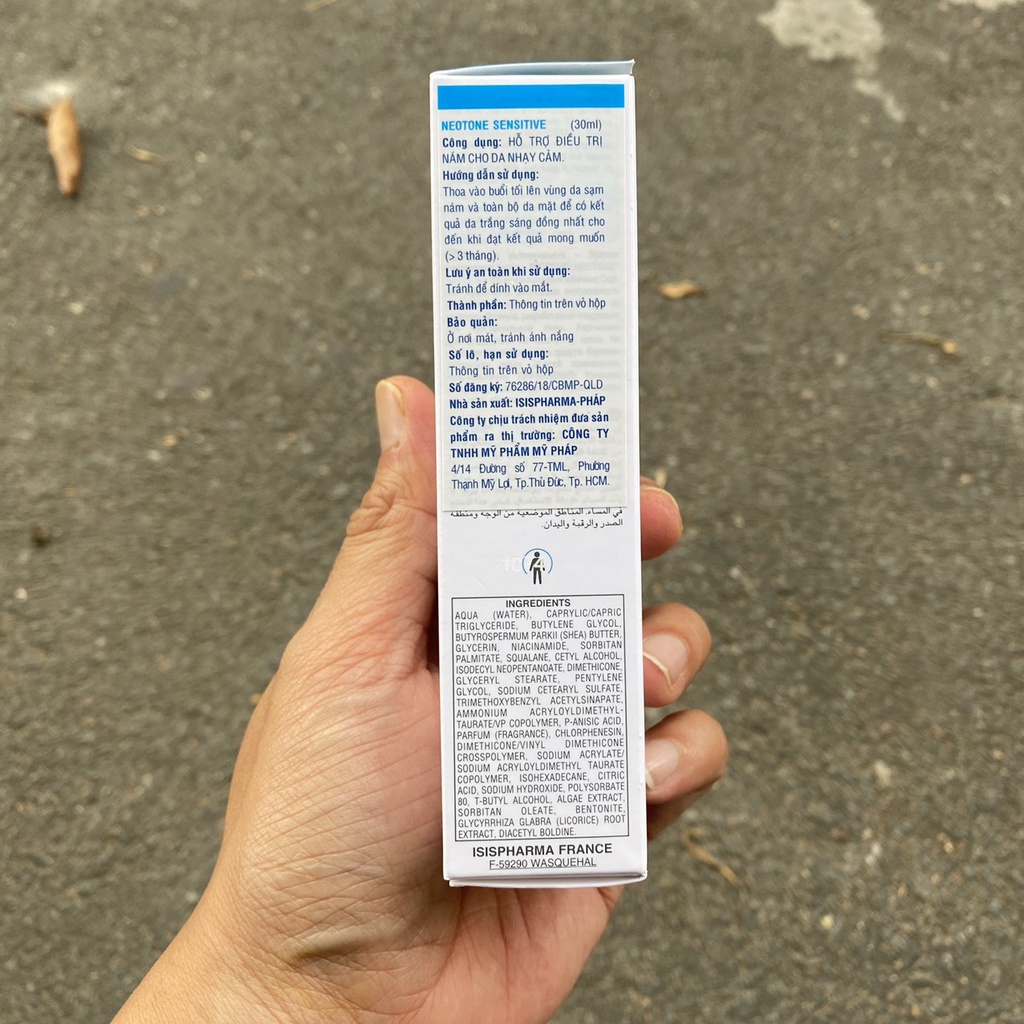 NEOTONE SENSITIVE (30ml)
Công dụng: HỖ TRỢ ĐIỀU TRỊ
NÁM CHO DA NHẠY CẢM.
Hướng dẫn sử dụng:
Thoa vào buổi tối lên vùng da sạm
nám và toàn bộ da mặt để có kết
quả da trắng sáng đồng nhất cho
đến khi đạt kết quả mong muốn
(> 3 tháng).
Lưu ý an toàn khi sử dụng:
Tránh để dính vào mắt.
Thành phần: Thông tin trên vỏ hộp
Bảo quản:
Ở nơi mát, tránh ánh nắng
Số lô, hạn sử dụng:
Thông tin trên vỏ hộp
Số đăng ký: 76286/18/CBMP-QLD
Nhà sản xuất: ISISPHARMA-PHÁP
Công ty chịu trách nhiệm đưa sản
phẩm ra thị trường: CÔNG TY
TNHH MỸ PHẨM MỸ PHÁP
4/14 Đường số 77-TML, Phường
Thạnh Mỹ Lợi, Tp.Thủ Đức, Tp. HCM.
في المساء. المناطق الموضعية من الوجه ومنطقة
الصدر والرقبة واليدان.
INGREDIENTS
AQUA (WATER), CAPRYLIC/CAPRIC
TRIGLYCERIDE, BUTYLENE GLYCOL,
BUTYROSPERMUM PARKII (SHEA) BUTTER,
GLYCERIN, NIACINAMIDE, SORBITAN
PALMITATE, SQUALANE, CETYL ALCOHOL,
ISODECYL NEOPENTANOATE, DIMETHICONE,
GLYCERYL STEARATE, PENTYLENE
GLYCOL, SODIUM CETEARYL SULFATE,
TRIMETHOXYBENZYL ACETYLSINAPATE,
AMMONIUM ACRYLOYLDIMETHYL-
TAURATE/VP COPOLYMER, P-ANISIC ACID,
PARFUM (FRAGRANCE), CHLORPHENESIN,
DIMETHICONE/VINYL DIMETHICONE
CROSSPOLYMER, SODIUM ACRYLATE/
SODIUM ACRYLOYLDIMETHYL TAURATE
COPOLYMER, ISOHEXADECANE, CITRIC
ACID, SODIUM HYDROXIDE, POLYSORBATE
80, T-BUTYL ALCOHOL, ALGAE EXTRACT,
SORBITAN OLEATE, BENTONITE,
GLYCYRRHIZA GLABRA (LICORICE) ROOT
EXTRACT, DIACETYL BOLDINE.
ISISPHARMA FRANCE
F-59290 WASQUEHAL